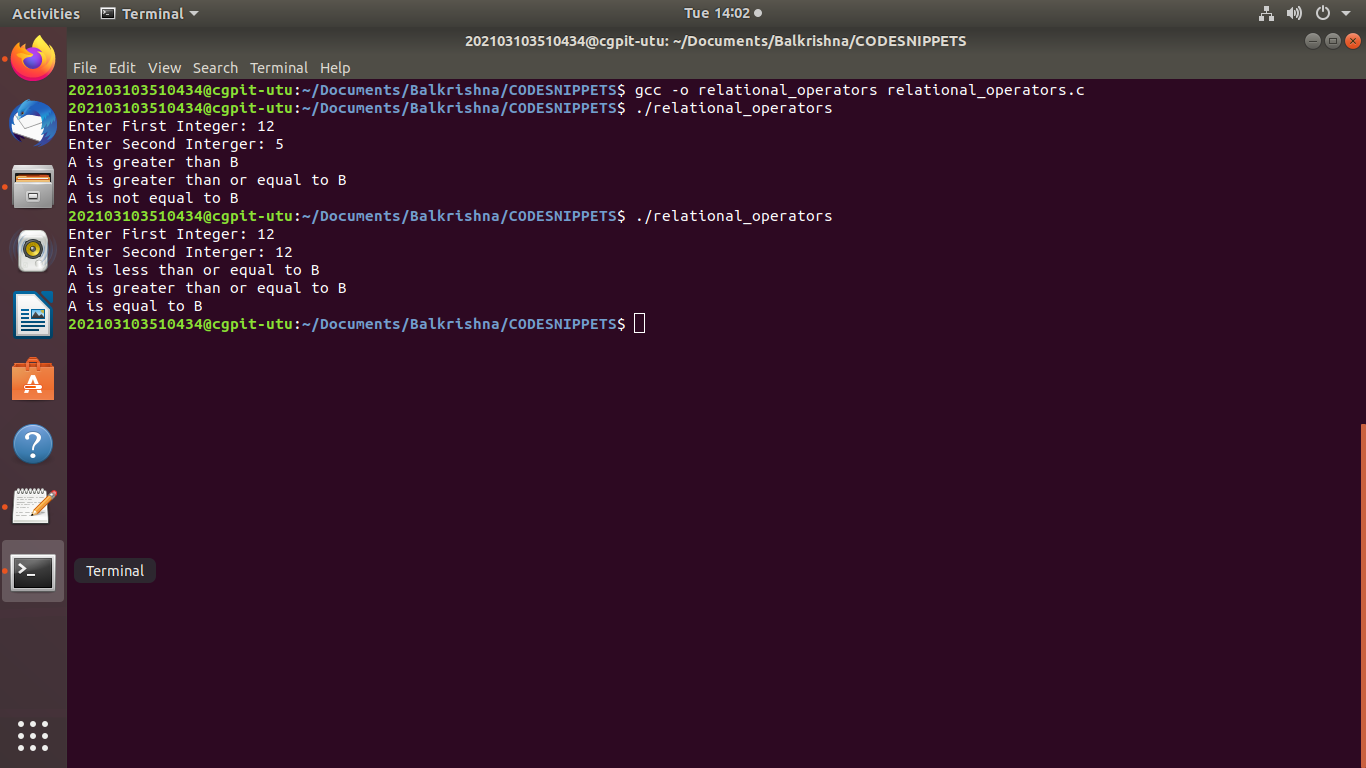 Activities Terminal Tue 14:02
202103103510434@cgpit-utu: ~/Documents/Balkrishna/CODESNIPPETS
File Edit View Search Terminal Help
202103103510434@cgpit-utu:~/Documents/Balkrishna/CODESNIPPETS$ gcc -o relational_operators relational_operators.c
202103103510434@cgpit-utu:~/Documents/Balkrishna/CODESNIPPETS$ ./relational_operators
Enter First Integer: 12
Enter Second Interger: 5
A is greater than B
A is greater than or equal to B
A is not equal to B
202103103510434@cgpit-utu:~/Documents/Balkrishna/CODESNIPPETS$ ./relational_operators
Enter First Integer: 12
Enter Second Interger: 12
A is less than or equal to B
A is greater than or equal to B
A is equal to B
202103103510434@cgpit-utu:~/Documents/Balkrishna/CODESNIPPETS$
Terminal